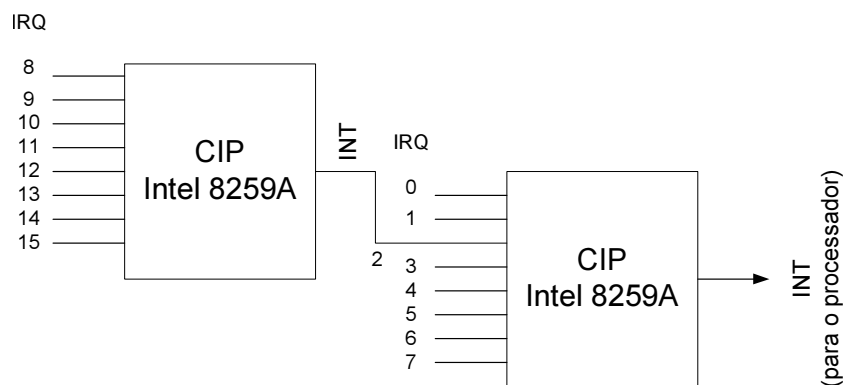 IRQ
8
9
10
11
12
13
14
15
CIP
Intel 8259A
INT
IRQ
0
1
2
3
4
5
6
7
CIP
Intel 8259A
INT
(para o processador)